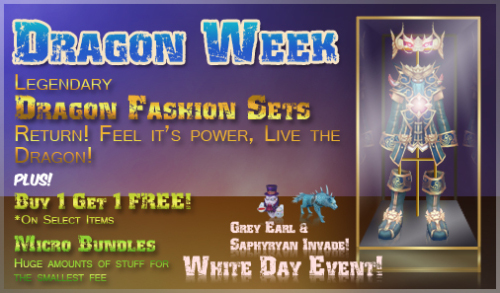 Dragon Week
Legendary
Dragon Fashion Sets
Return! Feel it's power, Live the
Dragon!
PLUS!
Buy 1 Get 1 FREE!
*On Select Items
Micro Bundles
Huge amounts of stuff for
the smallest fee
Grey Earl &
Saphyryan Invade!
White Day Event!